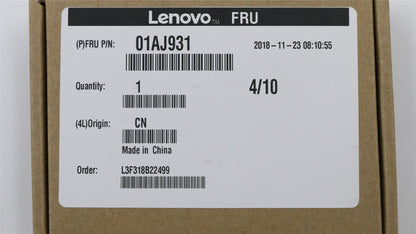 Lenovo™ FRU
(P)FRU P/N: 01AJ931 2018-11-23 08:10:55
Quantity: 1 4/10
(4L)Origin: CN
Made in China
Order: L3F318B22499